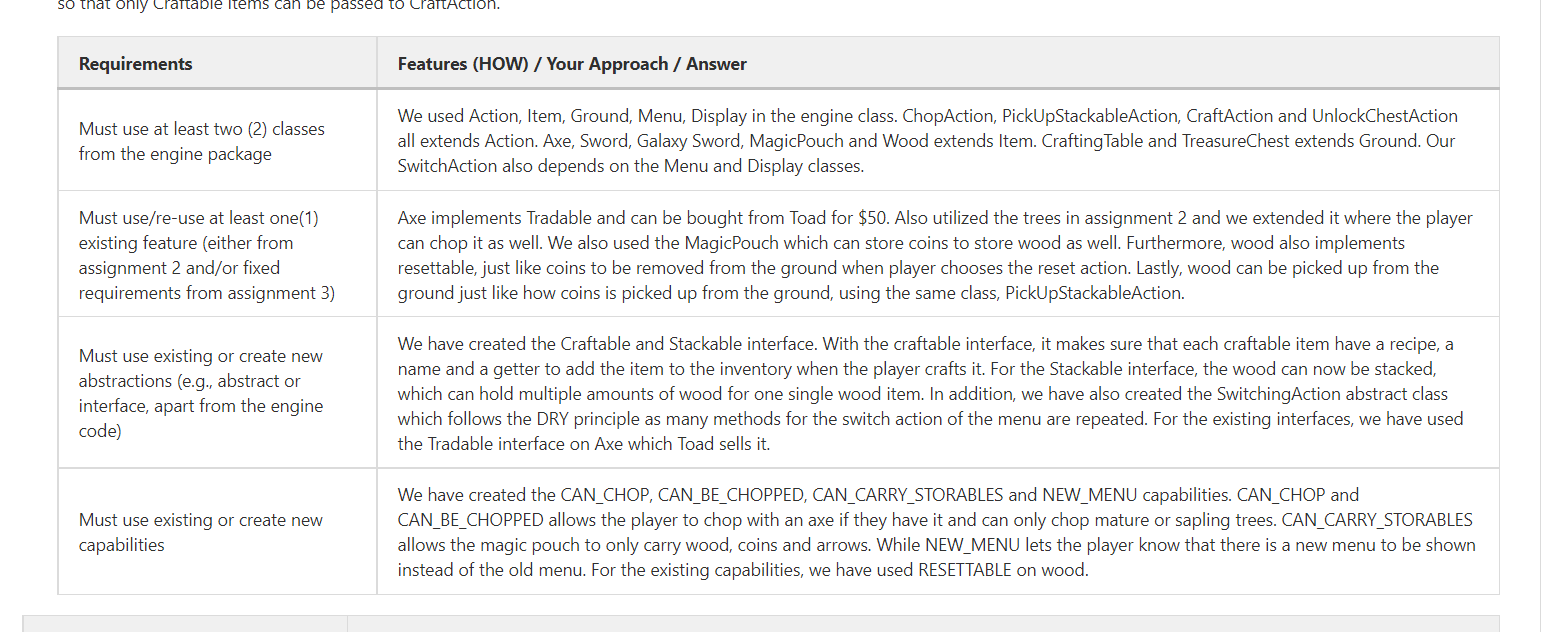 so that only Craftable items can be passed to CraftAction.
Requirements
Features (HOW) / Your Approach / Answer
Must use at least two (2) classes
from the engine package
We used Action, Item, Ground, Menu, Display in the engine class. ChopAction, PickUpStackableAction, CraftAction and UnlockChestAction
all extends Action. Axe, Sword, Galaxy Sword, MagicPouch and Wood extends Item. CraftingTable and TreasureChest extends Ground. Our
SwitchAction also depends on the Menu and Display classes.
Must use/re-use at least one(1)
existing feature (either from
assignment 2 and/or fixed
requirements from assignment 3)
Axe implements Tradable and can be bought from Toad for $50. Also utilized the trees in assignment 2 and we extended it where the player
can chop it as well. We also used the MagicPouch which can store coins to store wood as well. Furthermore, wood also implements
resettable, just like coins to be removed from the ground when player chooses the reset action. Lastly, wood can be picked up from the
ground just like how coins is picked up from the ground, using the same class, PickUpStackableAction.
Must use existing or create new
abstractions (e.g., abstract or
interface, apart from the engine
code)
We have created the Craftable and Stackable interface. With the craftable interface, it makes sure that each craftable item have a recipe, a
name and a getter to add the item to the inventory when the player crafts it. For the Stackable interface, the wood can now be stacked,
which can hold multiple amounts of wood for one single wood item. In addition, we have also created the SwitchingAction abstract class
which follows the DRY principle as many methods for the switch action of the menu are repeated. For the existing interfaces, we have used
the Tradable interface on Axe which Toad sells it.
Must use existing or create new
capabilities
We have created the CAN_CHOP, CAN_BE_CHOPPED, CAN_CARRY_STORABLES and NEW_MENU capabilities. CAN_CHOP and
CAN_BE_CHOPPED allows the player to chop with an axe if they have it and can only chop mature or sapling trees. CAN_CARRY_STORABLES
allows the magic pouch to only carry wood, coins and arrows. While NEW_MENU lets the player know that there is a new menu to be shown
instead of the old menu. For the existing capabilities, we have used RESETTABLE on wood.